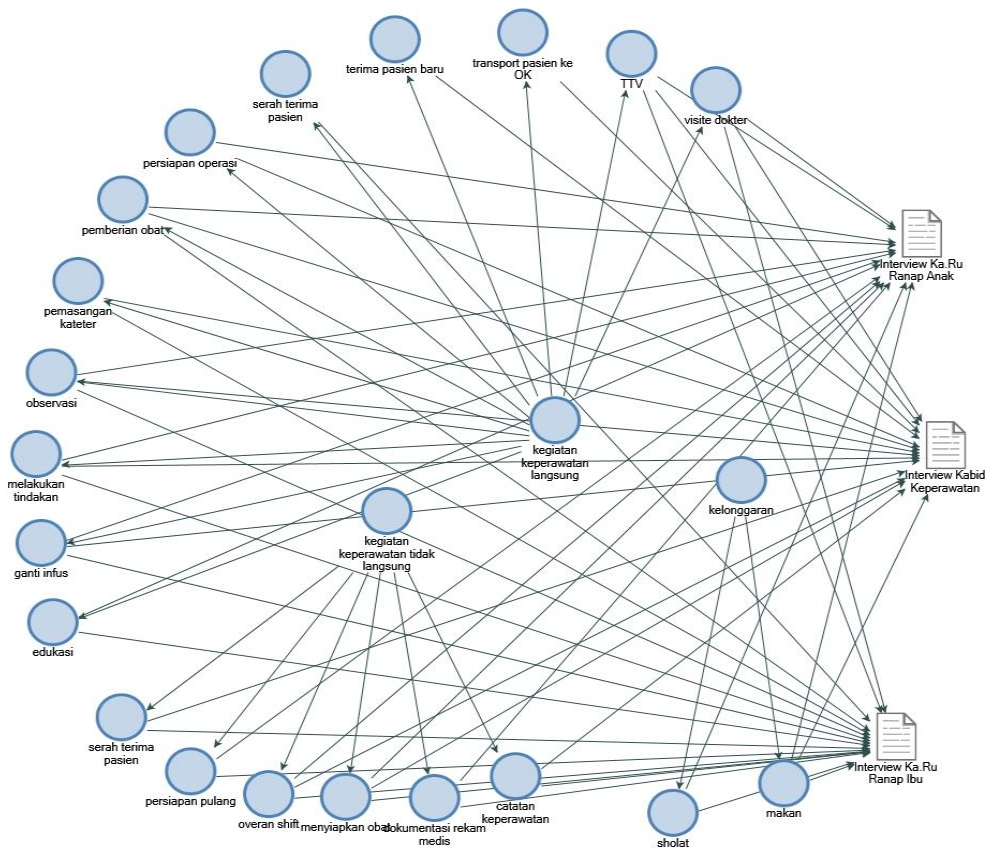 transport pasien ke
OK
terima pasien baru
TTV
serah terima
pasien
visite dokter
persiapan operasi
pemberian obat
Interview Ka.Ru
Ranap Anak
pemasangan
kateter
observasi
kegiatan
keperawatan
langsung
melakukan
tindakan
Interview Kabid
Keperawatan
kelonggaran
kegiatan
keperawatan tidak
langsung
ganti infus
edukasi
serah terima
pasien
Interview Ka.Ru
Ranap Ibu
persiapan pulang
overan shift
menyiapkan obat
dokumentasi rekam
medis
catatan
keperawatan
makan
sholat